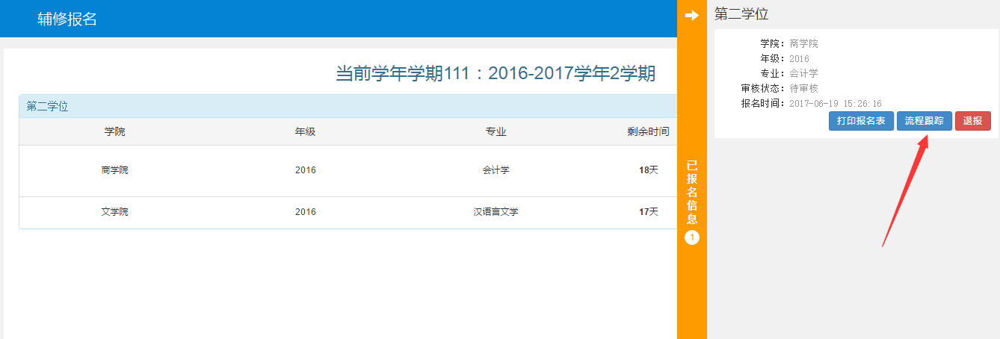 辅修报名
当前学年学期111：2016-2017学年2学期
第二学位
学院 年级 专业 剩余时间
商学院 2016 会计学 18天
文学院 2016 汉语言文学 17天
已报名信息
1
第二学位
学院：商学院
年级：2016
专业：会计学
审核状态：待审核
报名时间：2017-06-19 15:26:16
打印报名表 流程跟踪 退报